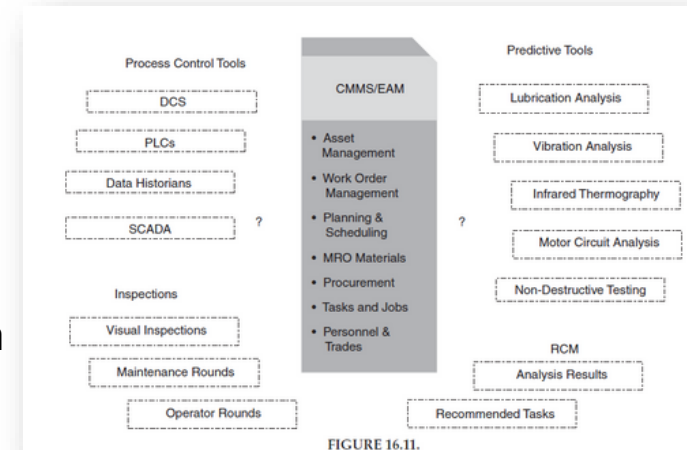 Process Control Tools
DCS
PLCs
Data Historians
SCADA
?
Inspections
Visual Inspections
Maintenance Rounds
Operator Rounds
CMMS/EAM
• Asset
Management
• Work Order
Management
• Planning &
Scheduling
• MRO Materials
• Procurement
• Tasks and Jobs
• Personnel &
Trades
Predictive Tools
Lubrication Analysis
Vibration Analysis
Infrared Thermography
?
Motor Circuit Analysis
Non-Destructive Testing
RCM
Analysis Results
Recommended Tasks
FIGURE 16.11.